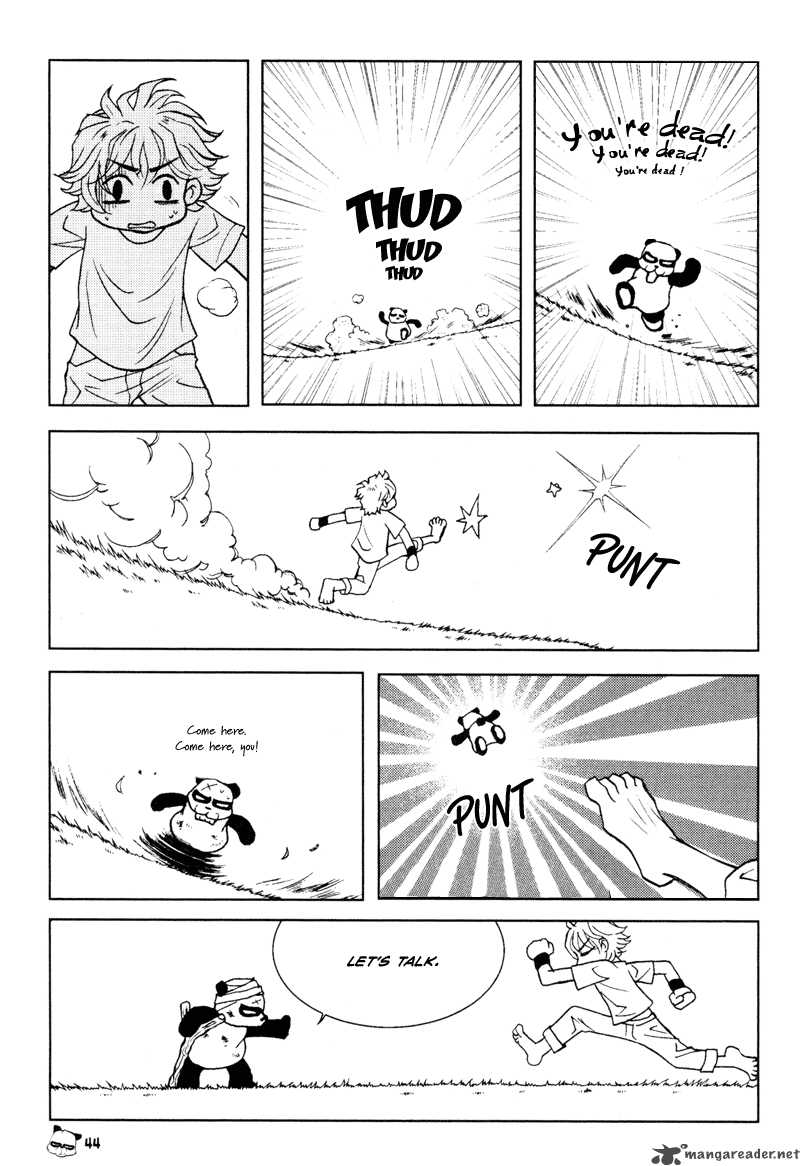 THUD
THUD
THUD
You're dead!
You're dead!
You're dead!
PUNT
Come here.
Come here, you!
PUNT
LET'S TALK.
44
mangareader.net